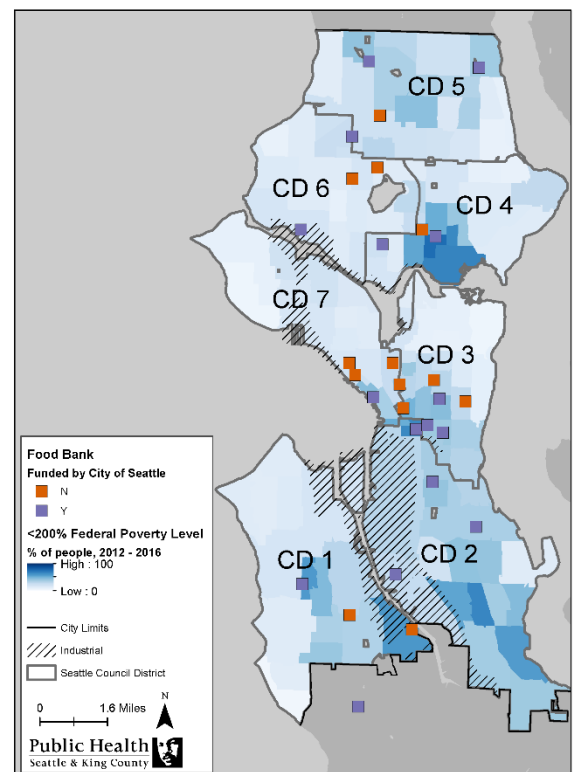 CD 5
CD 6
CD 4
CD 7
CD 3
CD 1
CD 2
Food Bank
Funded by City of Seattle
N
Y
<200% Federal Poverty Level
% of people, 2012 - 2016
High : 100
Low : 0
City Limits
Industrial
Seattle Council District
N
0 1.6 Miles
Public Health
Seattle & King County